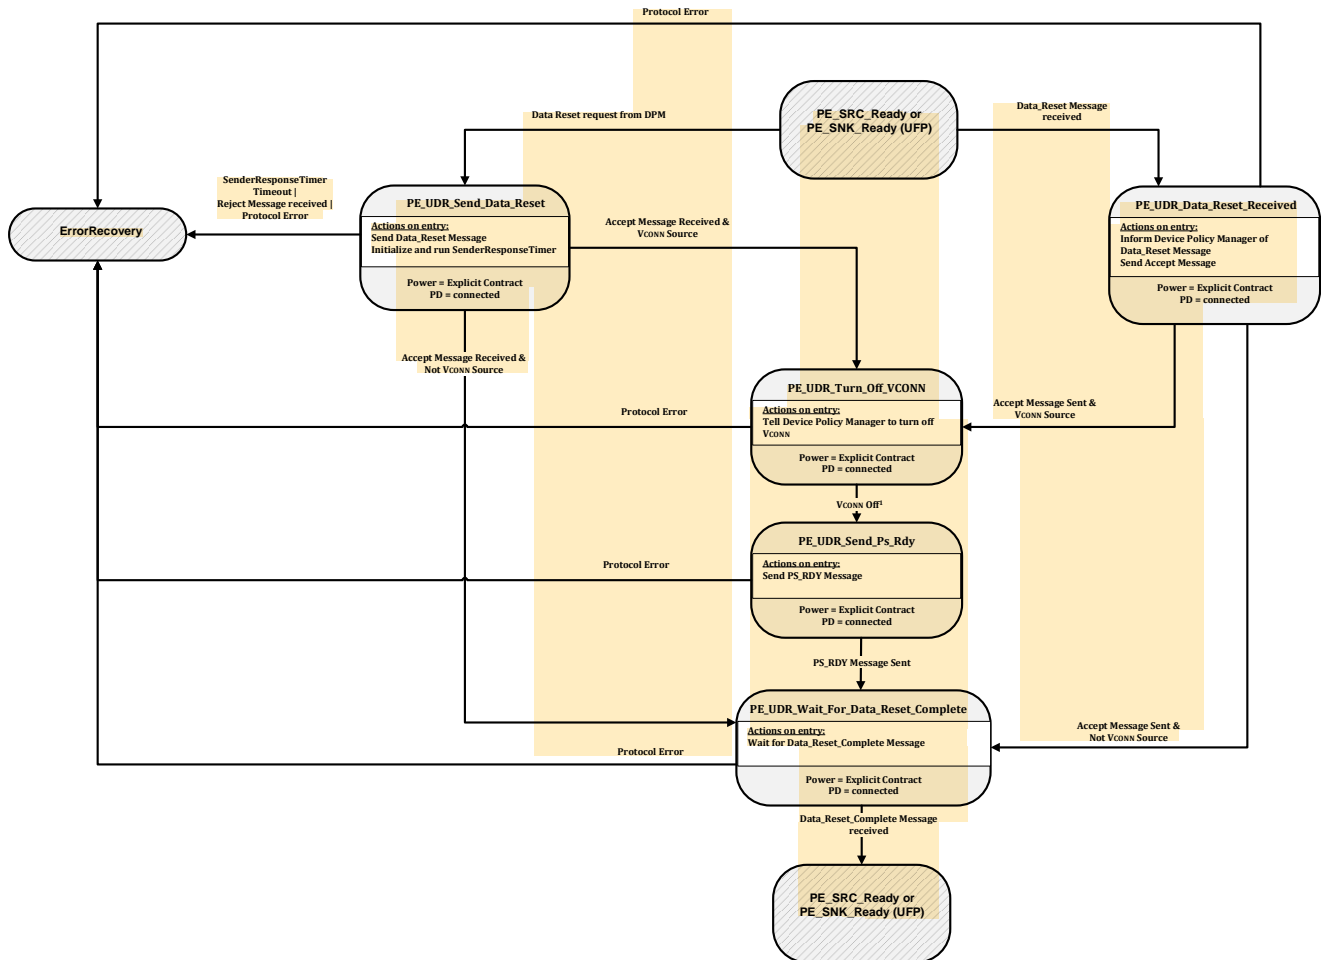 Protocol Error
PE_SRC_Ready or
PE_SNK_Ready (UFP)
Data Reset request from DPM
Data_Reset Message
received
SenderResponseTimer
Timeout |
Reject Message received |
Protocol Error
ErrorRecovery
PE_UDR_Send_Data_Reset
Actions on entry:
Send Data_Reset Message
Initialize and run SenderResponseTimer
Power = Explicit Contract
PD = connected
Accept Message Received &
VCONN Source
PE_UDR_Data_Reset_Received
Actions on entry:
Inform Device Policy Manager of
Data_Reset Message
Send Accept Message
Power = Explicit Contract
PD = connected
Accept Message Received &
Not VCONN Source
PE_UDR_Turn_Off_VCONN
Actions on entry:
Tell Device Policy Manager to turn off
VCONN
Power = Explicit Contract
PD = connected
Protocol Error
Accept Message Sent &
VCONN Source
VCONN Off¹
PE_UDR_Send_Ps_Rdy
Actions on entry:
Send PS_RDY Message
Power = Explicit Contract
PD = connected
Protocol Error
PS_RDY Message Sent
PE_UDR_Wait_For_Data_Reset_Complete
Actions on entry:
Wait for Data_Reset_Complete Message
Power = Explicit Contract
PD = connected
Protocol Error
Accept Message Sent &
Not VCONN Source
Data_Reset_Complete Message
received
PE_SRC_Ready or
PE_SNK_Ready (UFP)